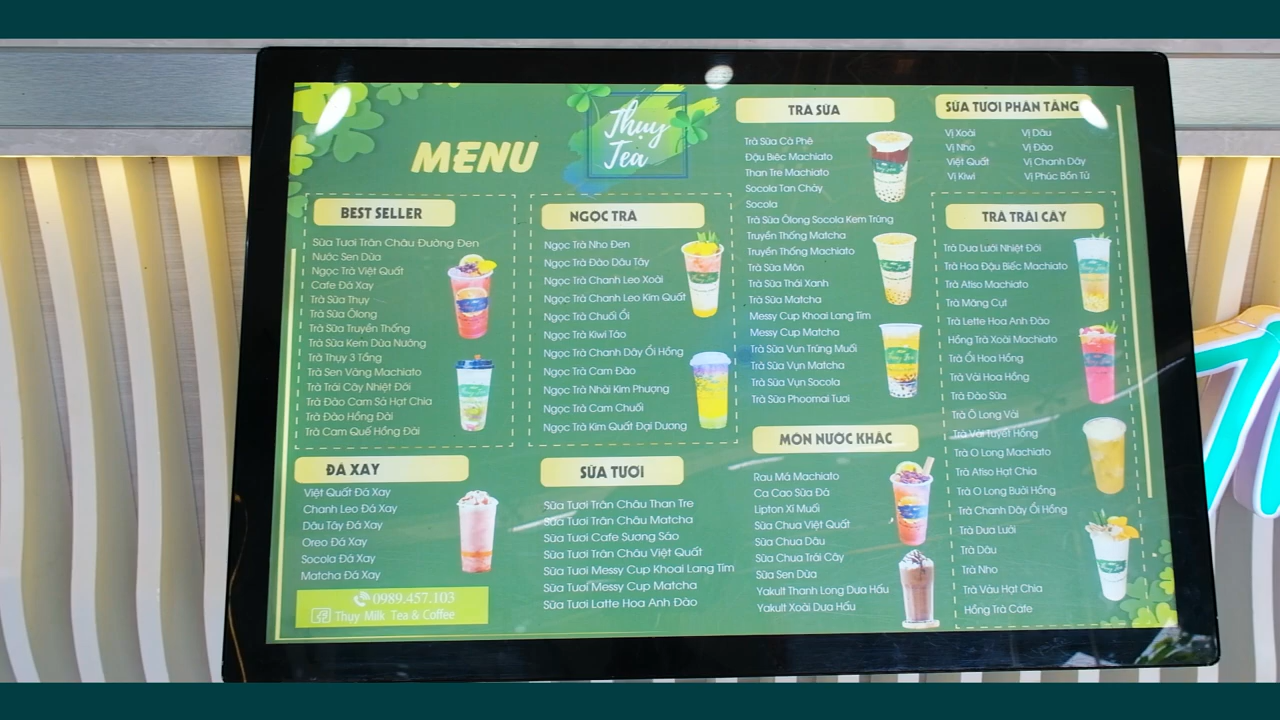 MENU
Thụy
Tea
BEST SELLER
Sữa Tươi Trân Châu Đường Đen
Nước Sen Dừa
Ngọc Trà Việt Quất
Cafe Đá Xay
Trà Sữa Thụy
Trà Sữa Ôlong
Trà Sữa Truyền Thống
Trà Sữa Kem Dừa Nướng
Trà Thụy 3 Tầng
Trà Sen Vàng Machiato
Trà Trái Cây Nhiệt Đới
Trà Đào Cam Sả Hạt Chia
Trà Đào Hồng Đài
Trà Cam Quế Hồng Đài
ĐÁ XAY
Việt Quất Đá Xay
Chanh Leo Đá Xay
Dâu Tây Đá Xay
Oreo Đá Xay
Socola Đá Xay
Matcha Đá Xay
0989.457.103
Thụy Milk Tea & Coffee
NGỌC TRÀ
Ngọc Trà Nho Đen
Ngọc Trà Đào Dâu Tây
Ngọc Trà Chanh Leo Xoài
Ngọc Trà Chanh Leo Kim Quất
Ngọc Trà Chuối Ổi
Ngọc Trà Kiwi Táo
Ngọc Trà Chanh Dây Ổi Hồng
Ngọc Trà Cam Đào
Ngọc Trà Nhài Kim Phượng
Ngọc Trà Cam Chuối
Ngọc Trà Kim Quất Đại Dương
SỮA TƯƠI
Sữa Tươi Trân Châu Than Tre
Sữa Tươi Trân Châu Matcha
Sữa Tươi Cafe Sương Sáo
Sữa Tươi Trân Châu Việt Quất
Sữa Tươi Messy Cup Khoai Lang Tím
Sữa Tươi Messy Cup Matcha
Sữa Tươi Latte Hoa Anh Đào
TRÀ SỮA
Trà Sữa Cà Phê
Đậu Biếc Machiato
Than Tre Machiato
Socola Tan Chảy
Socola
Trà Sữa Ôlong Socola Kem Trứng
Truyền Thống Matcha
Truyền Thống Machiato
Trà Sữa Môn
Trà Sữa Thái Xanh
Trà Sữa Matcha
Messy Cup Khoai Lang Tím
Messy Cup Matcha
Trà Sữa Vụn Trứng Muối
Trà Sữa Vụn Matcha
Trà Sữa Vụn Socola
Trà Sữa Phoomai Tươi
MÓN NƯỚC KHÁC
Rau Má Machiato
Ca Cao Sữa Đá
Lipton Xí Muội
Sữa Chua Việt Quất
Sữa Chua Dâu
Sữa Chua Trái Cây
Sữa Sen Dừa
Yakult Thanh Long Dưa Hấu
Yakult Xoài Dưa Hấu
SỮA TƯƠI PHÂN TẦNG
Vị Xoài
Vị Nho
Việt Quất
Vị Kiwi
Vị Dâu
Vị Đào
Vị Chanh Dây
Vị Phúc Bồn Tử
TRÀ TRÁI CÂY
Trà Dưa Lưới Nhiệt Đới
Trà Hoa Đậu Biếc Machiato
Trà Atiso Machiato
Trà Măng Cụt
Trà Lette Hoa Anh Đào
Hồng Trà Xoài Machiato
Trà Ổi Hoa Hồng
Trà Vải Hoa Hồng
Trà Đào Sữa
Trà Ô Long Vải
Trà Vải Tuyết Hồng
Trà O Long Machiato
Trà Atiso Hạt Chia
Trà O Long Bưởi Hồng
Trà Chanh Dây Ổi Hồng
Trà Dưa Lưới
Trà Dâu
Trà Nho
Trà Vảu Hạt Chia
Hồng Trà Cafe